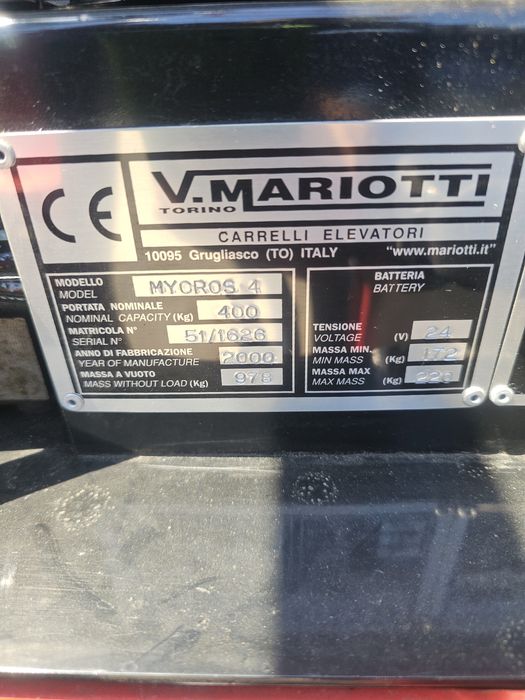 CE
V.MARIOTTI
TORINO
CARRELLI ELEVATORI
10095 Grugliasco (TO) ITALY "www.mariotti.it"
MODELLO
MODEL
MYCROS 4
PORTATA NOMINALE
NOMINAL CAPACITY (Kg)
400
MATRICOLA N°
SERIAL N°
51/1626
ANNO DI FABBRICAZIONE
YEAR OF MANUFACTURE
2000
MASSA A VUOTO
MASS WITHOUT LOAD (Kg)
978
BATTERIA
BATTERY
TENSIONE
VOLTAGE (V)
24
MASSA MIN.
MIN MASS (Kg)
172
MASSA MAX
MAX MASS (Kg)